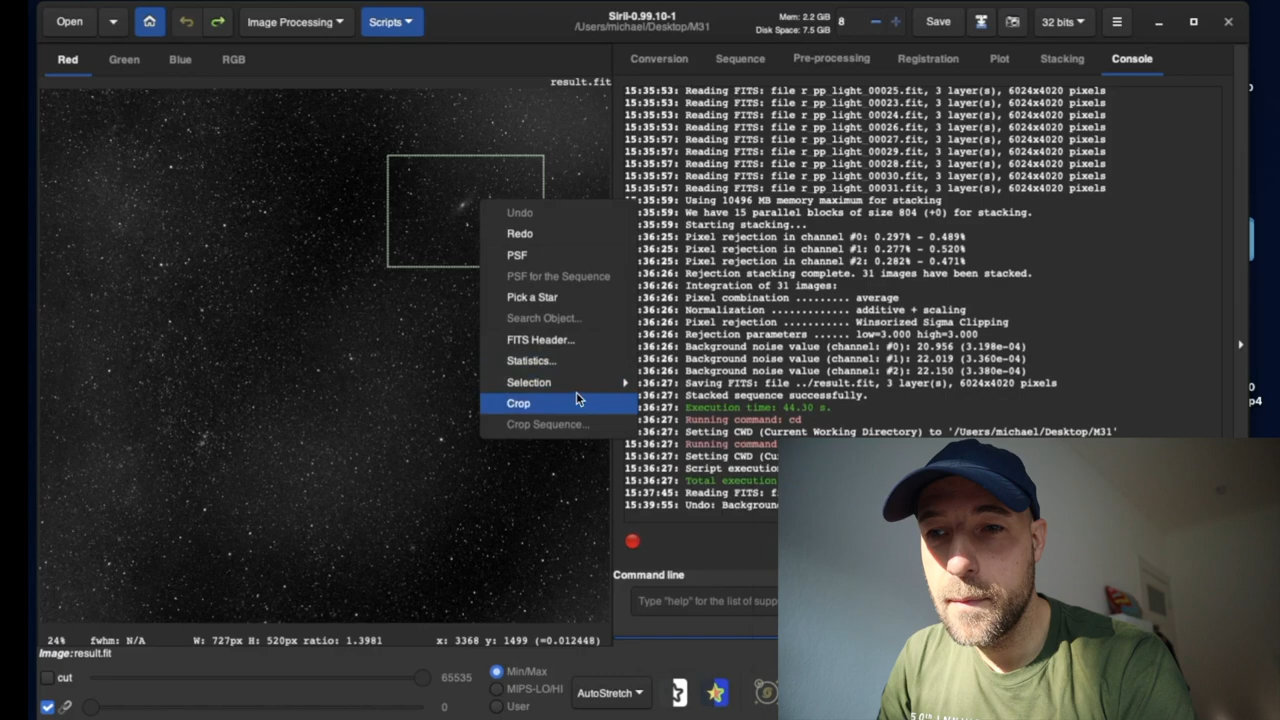 Open
Image Processing
Scripts
Siril-0.99.10-1
/Users/michael/Desktop/M31
Mem: 2.2 GiB
Disk Space: 7.5 GiB
8
Save
32 bits
Red
Green
Blue
RGB
Conversion
Sequence
Pre-processing
Registration
Plot
Stacking
Console
result.fit
15:35:53: Reading FITS: file r_pp_light_00025.fit, 3 layer(s), 6024x4020 pixels
15:35:53: Reading FITS: file r_pp_light_00023.fit, 3 layer(s), 6024x4020 pixels
15:35:53: Reading FITS: file r_pp_light_00024.fit, 3 layer(s), 6024x4020 pixels
15:35:53: Reading FITS: file r_pp_light_00026.fit, 3 layer(s), 6024x4020 pixels
15:35:57: Reading FITS: file r_pp_light_00027.fit, 3 layer(s), 6024x4020 pixels
15:35:57: Reading FITS: file r_pp_light_00029.fit, 3 layer(s), 6024x4020 pixels
15:35:57: Reading FITS: file r_pp_light_00028.fit, 3 layer(s), 6024x4020 pixels
15:35:57: Reading FITS: file r_pp_light_00030.fit, 3 layer(s), 6024x4020 pixels
15:35:57: Reading FITS: file r_pp_light_00031.fit, 3 layer(s), 6024x4020 pixels
15:35:59: Using 10496 MB memory maximum for stacking
:35:59: We have 15 parallel blocks of size 804 (+0) for stacking.
:35:59: Starting stacking...
:36:25: Pixel rejection in channel #0: 0.297% - 0.489%
:36:25: Pixel rejection in channel #1: 0.277% - 0.520%
:36:25: Pixel rejection in channel #2: 0.282% - 0.471%
:36:26: Rejection stacking complete. 31 images have been stacked.
:36:26: Integration of 31 images:
:36:26: Pixel combination ......... average
:36:26: Normalization ............. additive + scaling
:36:26: Pixel rejection ........... Winsorized Sigma Clipping
:36:26: Rejection parameters ...... low=3.000 high=3.000
:36:26: Background noise value (channel: #0): 20.956 (3.198e-04)
:36:26: Background noise value (channel: #1): 22.019 (3.360e-04)
:36:26: Background noise value (channel: #2): 22.150 (3.380e-04)
:36:27: Saving FITS: file ../result.fit, 3 layer(s), 6024x4020 pixels
:36:27: Stacked sequence successfully.
:36:27: Execution time: 44.30 s.
:36:27: Running command: cd
:36:27: Setting CWD (Current Working Directory) to '/Users/michael/Desktop/M31'
15:36:27: Running command
15:36:27: Setting CWD (Cu
15:36:27: Script execution
15:36:27: Total execution
15:37:45: Reading FITS: f
15:39:55: Undo: Background
Undo
Redo
PSF
PSF for the Sequence
Pick a Star
Search Object...
FITS Header...
Statistics...
Selection
Crop
Crop Sequence...
Command line
Type "help" for the list of supp
24%
fwhm: N/A
W: 727px H: 520px ratio: 1.3981
x: 3368 y: 1499 (=0.012448)
Image: result.fit
cut
65535
0
Min/Max
MIPS-LO/HI
User
AutoStretch
p4